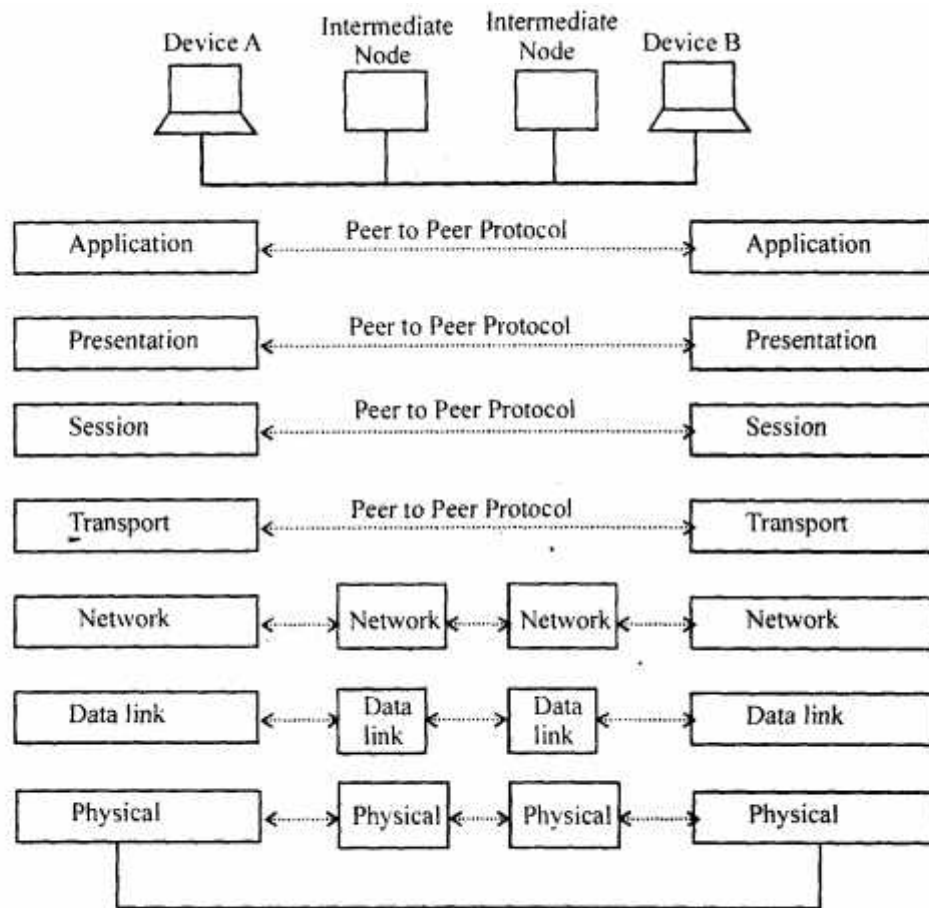 Device A
Intermediate
Node
Intermediate
Node
Device B
Application
Peer to Peer Protocol
Application
Presentation
Peer to Peer Protocol
Presentation
Session
Peer to Peer Protocol
Session
Transport
Peer to Peer Protocol
Transport
Network
Network
Network
Network
Data link
Data
link
Data
link
Data link
Physical
Physical
Physical
Physical